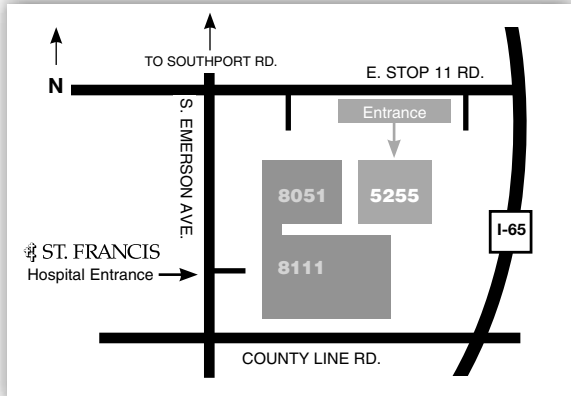 TO SOUTHPORT RD.
E. STOP 11 RD.
N
S. EMERSON AVE.
Entrance
8051
5255
I-65
ST. FRANCIS
Hospital Entrance
8111
COUNTY LINE RD.